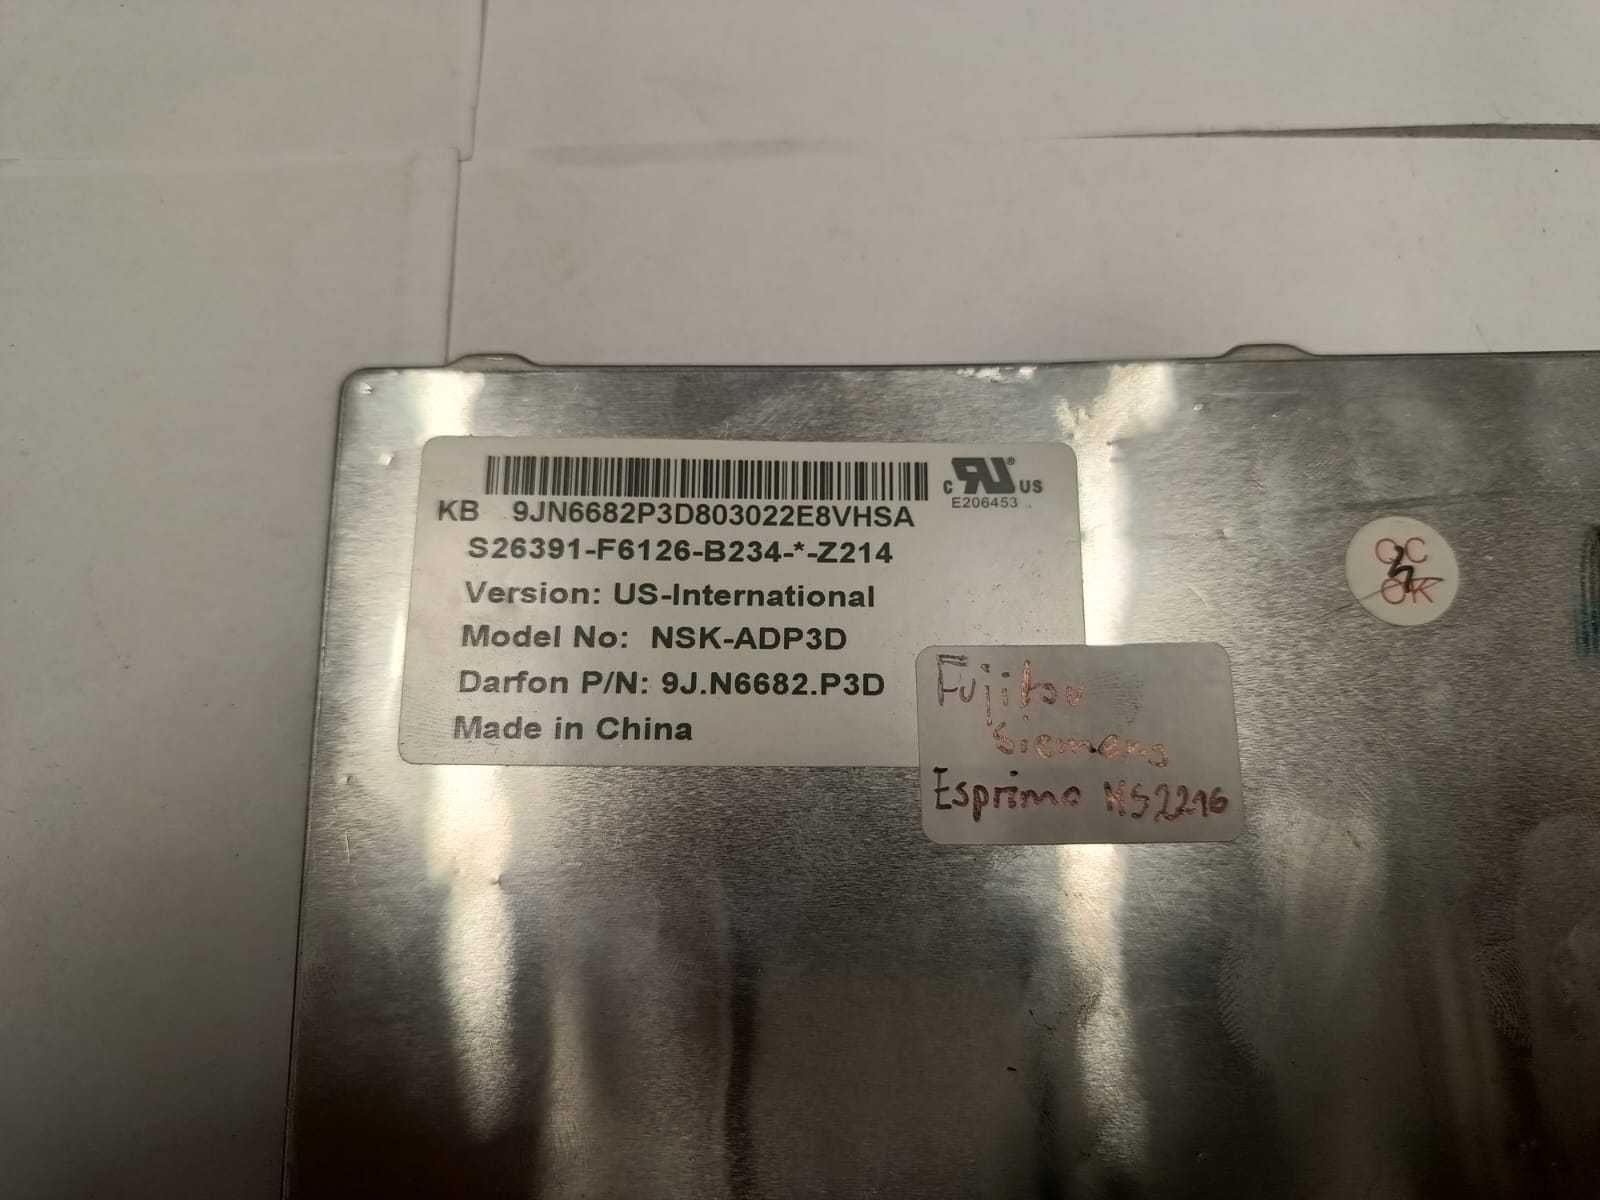 KB 9JN6682P3D803022E8VHSA
c RU ® US
E206453
S26391-F6126-B234-*-Z214
Version: US-International
Model No: NSK-ADP3D
Darfon P/N: 9J.N6682.P3D
Made in China
Fujitsu
Siemens
Esprimo MS2216
QC
OK